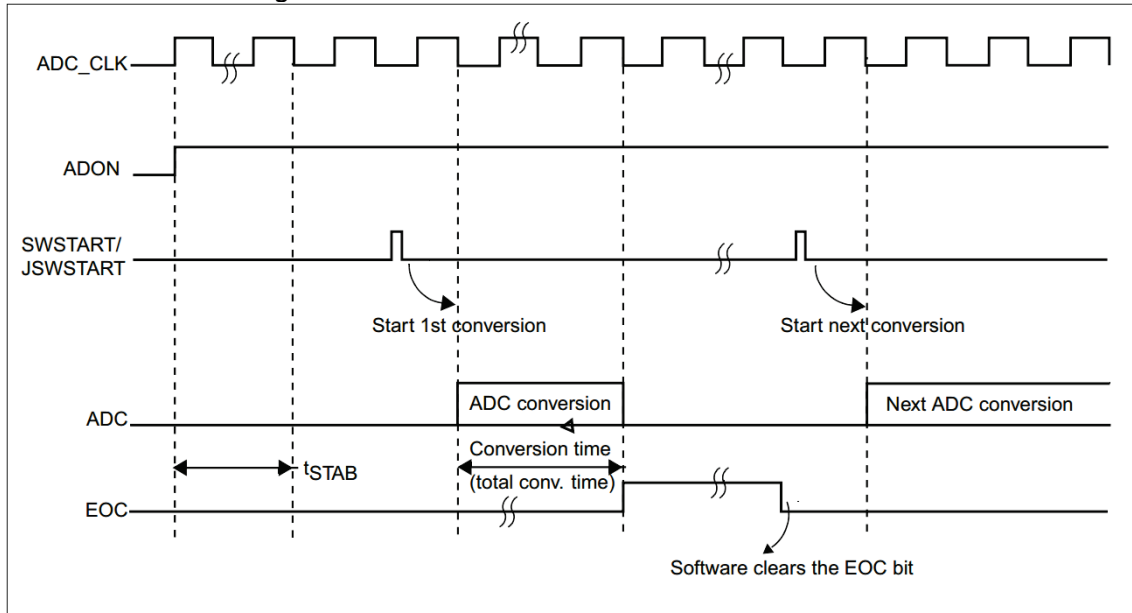 ADC_CLK
ADON
SWSTART/
JSWSTART
Start 1st conversion
Start next conversion
ADC
ADC conversion
Next ADC conversion
Conversion time
(total conv. time)
tSTAB
EOC
Software clears the EOC bit